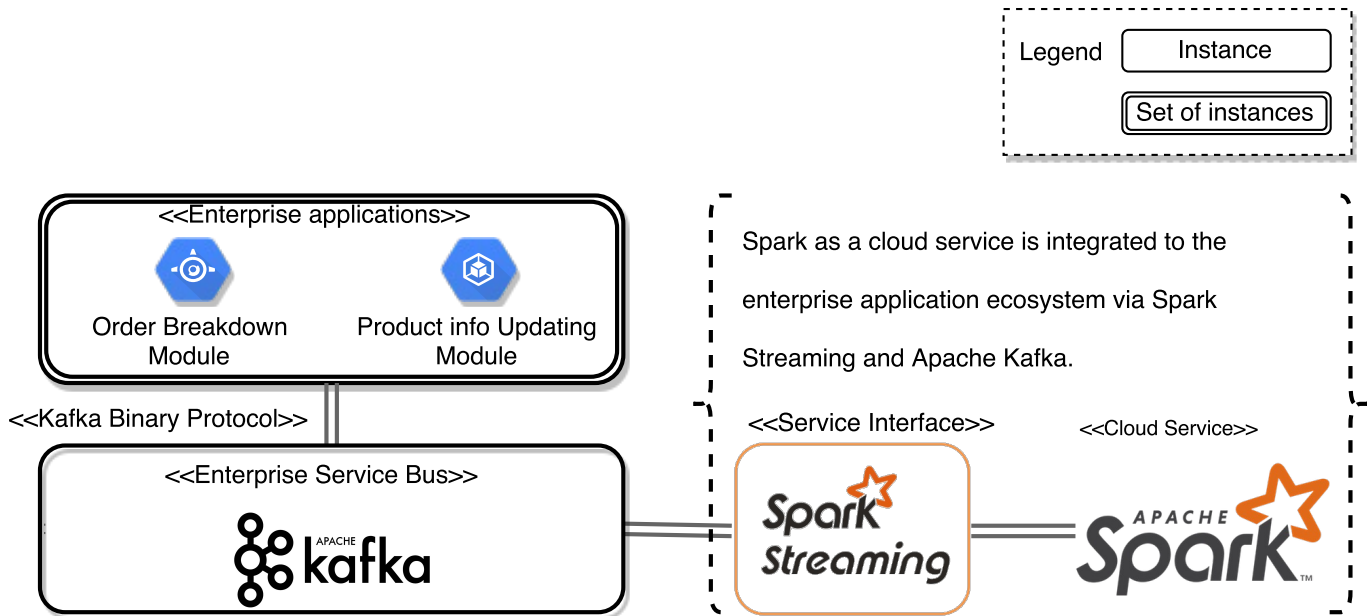 Legend
Instance
Set of instances
<<Enterprise applications>>
Order Breakdown
Module
Product info Updating
Module
Spark as a cloud service is integrated to the
enterprise application ecosystem via Spark
Streaming and Apache Kafka.
<<Kafka Binary Protocol>>
<<Service Interface>>
<<Cloud Service>>
<<Enterprise Service Bus>>
APACHE
kafka
Spark
Streaming
APACHE
Spark™